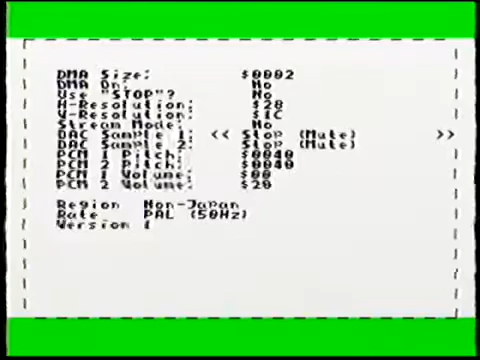 DMA Size: $0002
DMA On: No
Use "STOP"? No
H-Resolution: $28
V-Resolution: $1C
Stream Mode: No
DAC Sample 1: << Stop (Mute) >>
DAC Sample 2: Stop (Mute)
PCM 1 Pitch: $0040
PCM 2 Pitch: $0040
PCM 1 Volume: $00
PCM 2 Volume: $20
Region Non-Japan
Rate PAL (50Hz)
Version